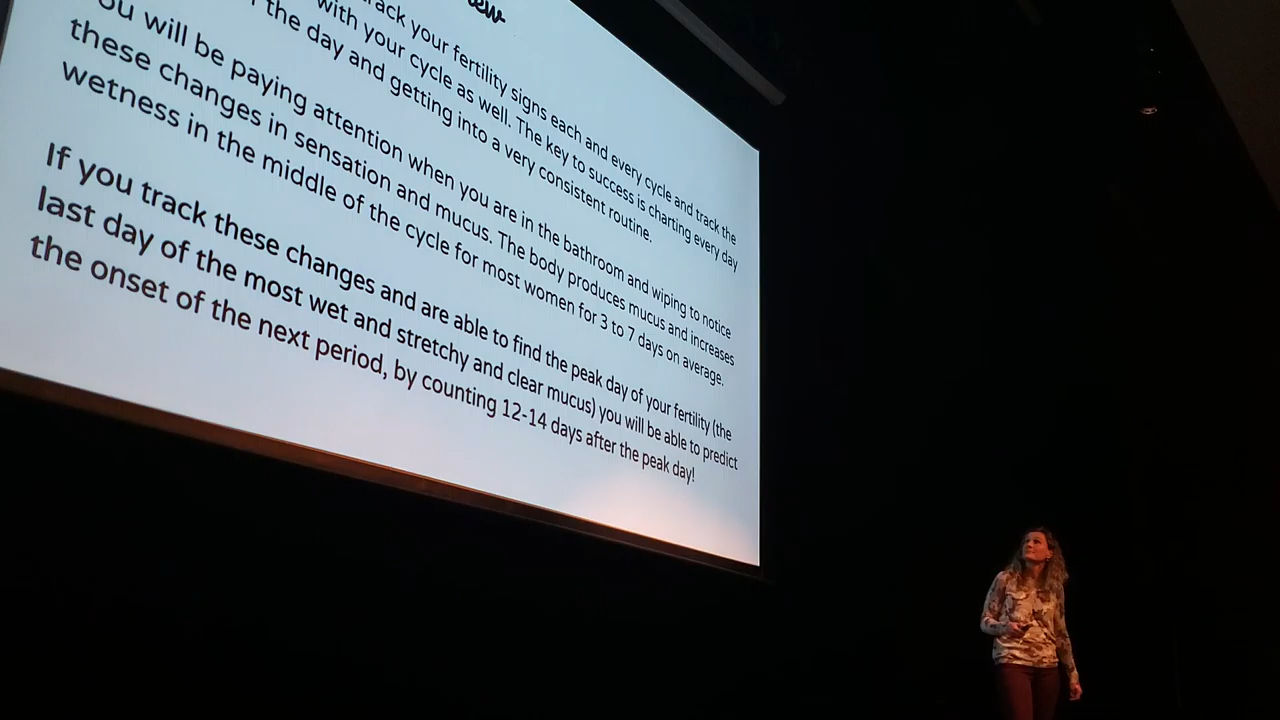 ew
rack your fertility signs each and every cycle and track the
with your cycle as well. The key to success is charting every day
the day and getting into a very consistent routine.
ou will be paying attention when you are in the bathroom and wiping to notice
these changes in sensation and mucus. The body produces mucus and increases
wetness in the middle of the cycle for most women for 3 to 7 days on average.
If you track these changes and are able to find the peak day of your fertility (the
last day of the most wet and stretchy and clear mucus) you will be able to predict
the onset of the next period, by counting 12-14 days after the peak day!